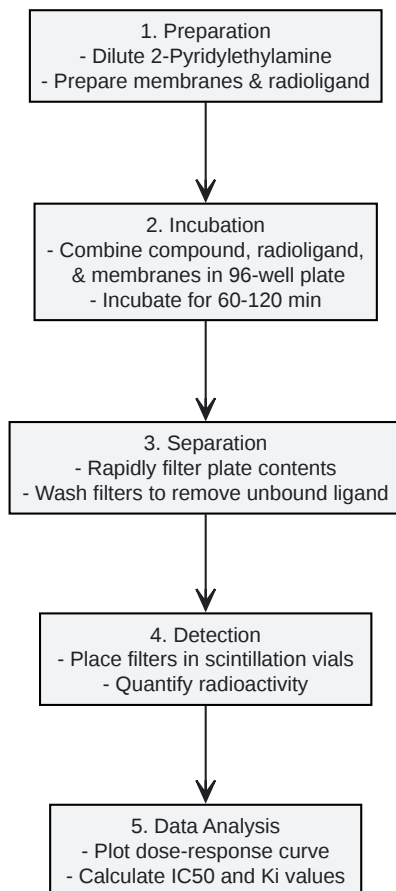 1. Preparation
- Dilute 2-Pyridylethylamine
- Prepare membranes & radioligand
2. Incubation
- Combine compound, radioligand,
& membranes in 96-well plate
- Incubate for 60-120 min
3. Separation
- Rapidly filter plate contents
- Wash filters to remove unbound ligand
4. Detection
- Place filters in scintillation vials
- Quantify radioactivity
5. Data Analysis
- Plot dose-response curve
- Calculate IC50 and Ki values